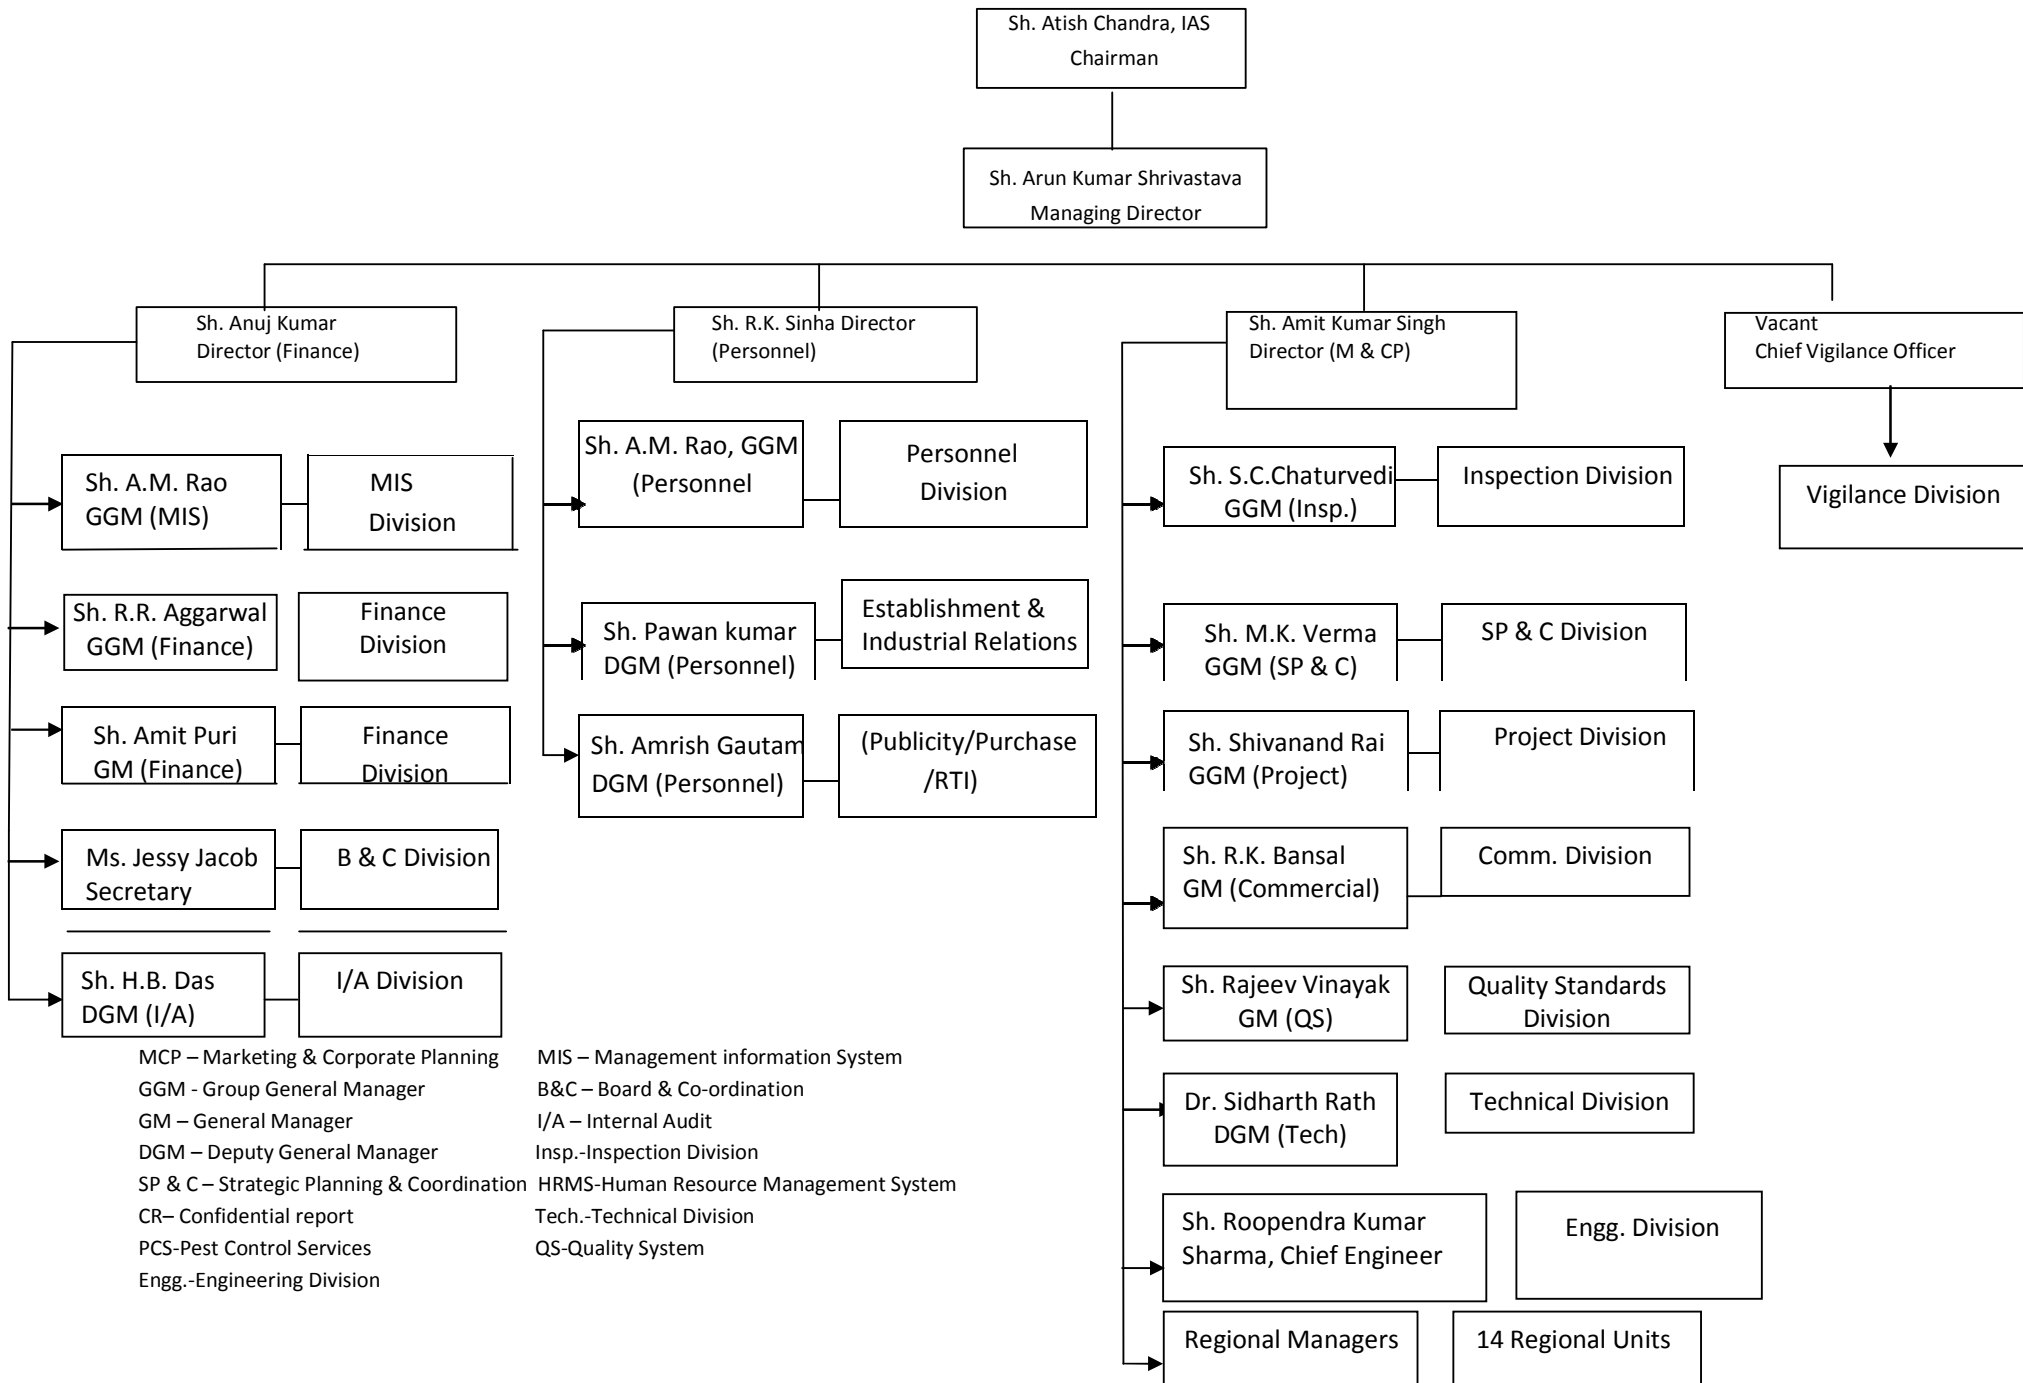 Sh. Atish Chandra, IAS
Chairman
Sh. Arun Kumar Shrivastava
Managing Director
Sh. Anuj Kumar
Director (Finance)
Sh. R.K. Sinha Director
(Personnel)
Sh. Amit Kumar Singh
Director (M & CP)
Vacant
Chief Vigilance Officer
Sh. A.M. Rao
GGM (MIS)
MIS
Division
Sh. R.R. Aggarwal
GGM (Finance)
Finance
Division
Sh. Amit Puri
GM (Finance)
Finance
Division
Ms. Jessy Jacob
Secretary
B & C Division
Sh. H.B. Das
DGM (I/A)
I/A Division
Sh. A.M. Rao, GGM
(Personnel
Personnel
Division
Sh. Pawan kumar
DGM (Personnel)
Establishment &
Industrial Relations
Sh. Amrish Gautam
DGM (Personnel)
(Publicity/Purchase
/RTI)
Sh. S.C.Chaturvedi
GGM (Insp.)
Inspection Division
Sh. M.K. Verma
GGM (SP & C)
SP & C Division
Sh. Shivanand Rai
GGM (Project)
Project Division
Sh. R.K. Bansal
GM (Commercial)
Comm. Division
Sh. Rajeev Vinayak
GM (QS)
Quality Standards
Division
Dr. Sidharth Rath
DGM (Tech)
Technical Division
Sh. Roopendra Kumar
Sharma, Chief Engineer
Engg. Division
Regional Managers
14 Regional Units
Vigilance Division
MCP – Marketing & Corporate Planning
GGM - Group General Manager
GM – General Manager
DGM – Deputy General Manager
SP & C – Strategic Planning & Coordination
CR– Confidential report
PCS-Pest Control Services
Engg.-Engineering Division
MIS – Management information System
B&C – Board & Co-ordination
I/A – Internal Audit
Insp.-Inspection Division
HRMS-Human Resource Management System
Tech.-Technical Division
QS-Quality System